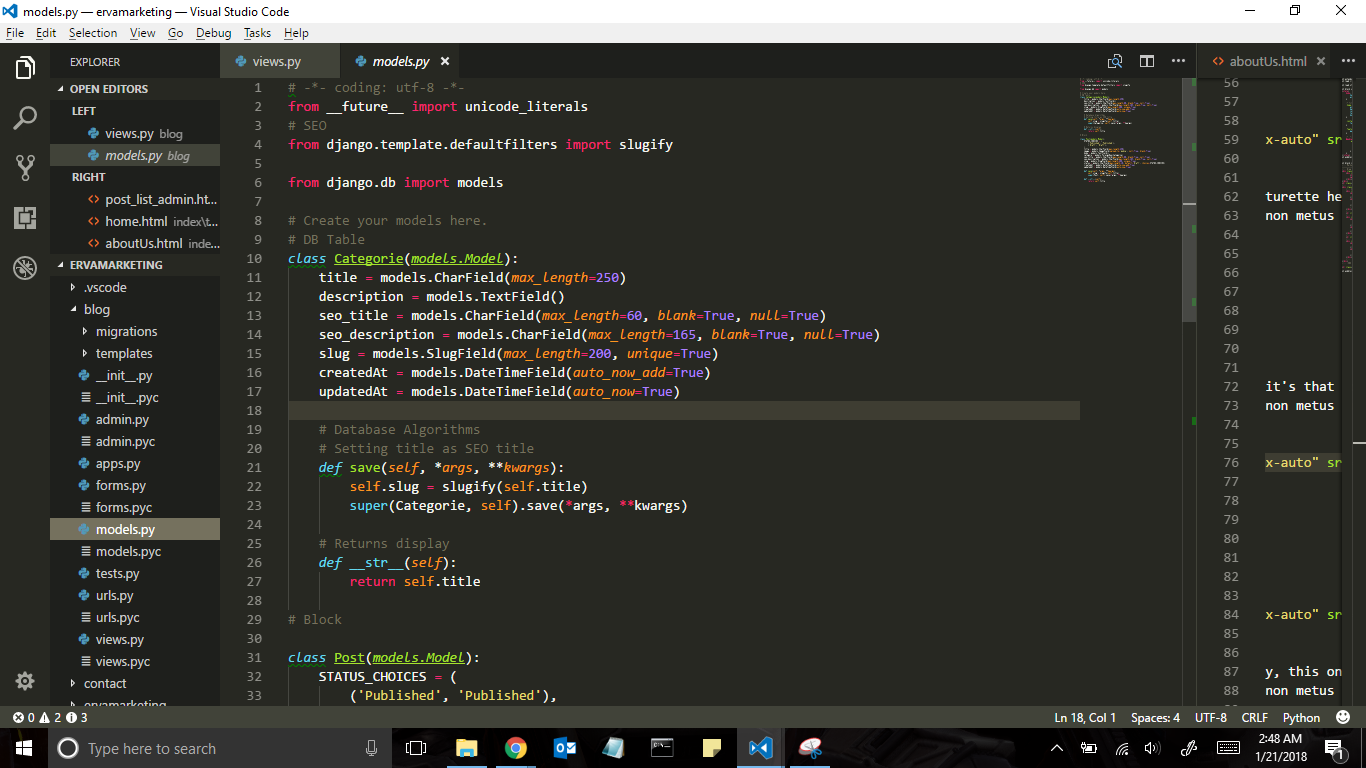 models.py — ervamarketing — Visual Studio Code
File Edit Selection View Go Debug Tasks Help
EXPLORER
OPEN EDITORS
LEFT
views.py blog
models.py blog
RIGHT
post_list_admin.ht...
home.html index\t...
aboutUs.html inde...
ERVAMARKETING
.vscode
blog
migrations
templates
__init__.py
__init__.pyc
admin.py
admin.pyc
apps.py
forms.py
forms.pyc
models.py
models.pyc
tests.py
urls.py
urls.pyc
views.py
views.pyc
contact
ervamarketing
views.py models.py
1 # -*- coding: utf-8 -*-
2 from __future__ import unicode_literals
3 # SEO
4 from django.template.defaultfilters import slugify
5
6 from django.db import models
7
8 # Create your models here.
9 # DB Table
10 class Categorie(models.Model):
11 title = models.CharField(max_length=250)
12 description = models.TextField()
13 seo_title = models.CharField(max_length=60, blank=True, null=True)
14 seo_description = models.CharField(max_length=165, blank=True, null=True)
15 slug = models.SlugField(max_length=200, unique=True)
16 createdAt = models.DateTimeField(auto_now_add=True)
17 updatedAt = models.DateTimeField(auto_now=True)
18
19 # Database Algorithms
20 # Setting title as SEO title
21 def save(self, *args, **kwargs):
22 self.slug = slugify(self.title)
23 super(Categorie, self).save(*args, **kwargs)
24
25 # Returns display
26 def __str__(self):
27 return self.title
28
29 # Block
30
31 class Post(models.Model):
32 STATUS_CHOICES = (
33 ('Published', 'Published'),
aboutUs.html
56
57
58
59 x-auto" sr
60
61
62 turette he
63 non metus
64
65
66
67
68
69
70
71
72 it's that
73 non metus
74
75
76 x-auto" sr
77
78
79
80
81
82
83
84 x-auto" sr
85
86
87 y, this on
88 non metus
0 2 3
Ln 18, Col 1 Spaces: 4 UTF-8 CRLF Python
Type here to search
2:48 AM
1/21/2018
1